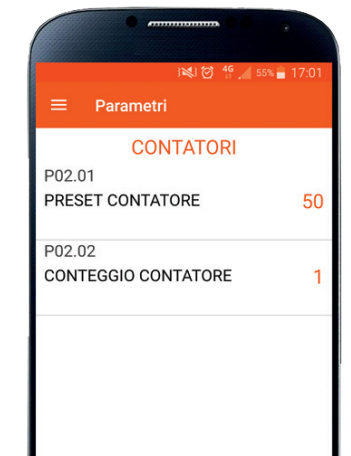 4G 55% 17:01
Parametri
CONTATORI
P02.01
PRESET CONTATORE 50
P02.02
CONTEGGIO CONTATORE 1